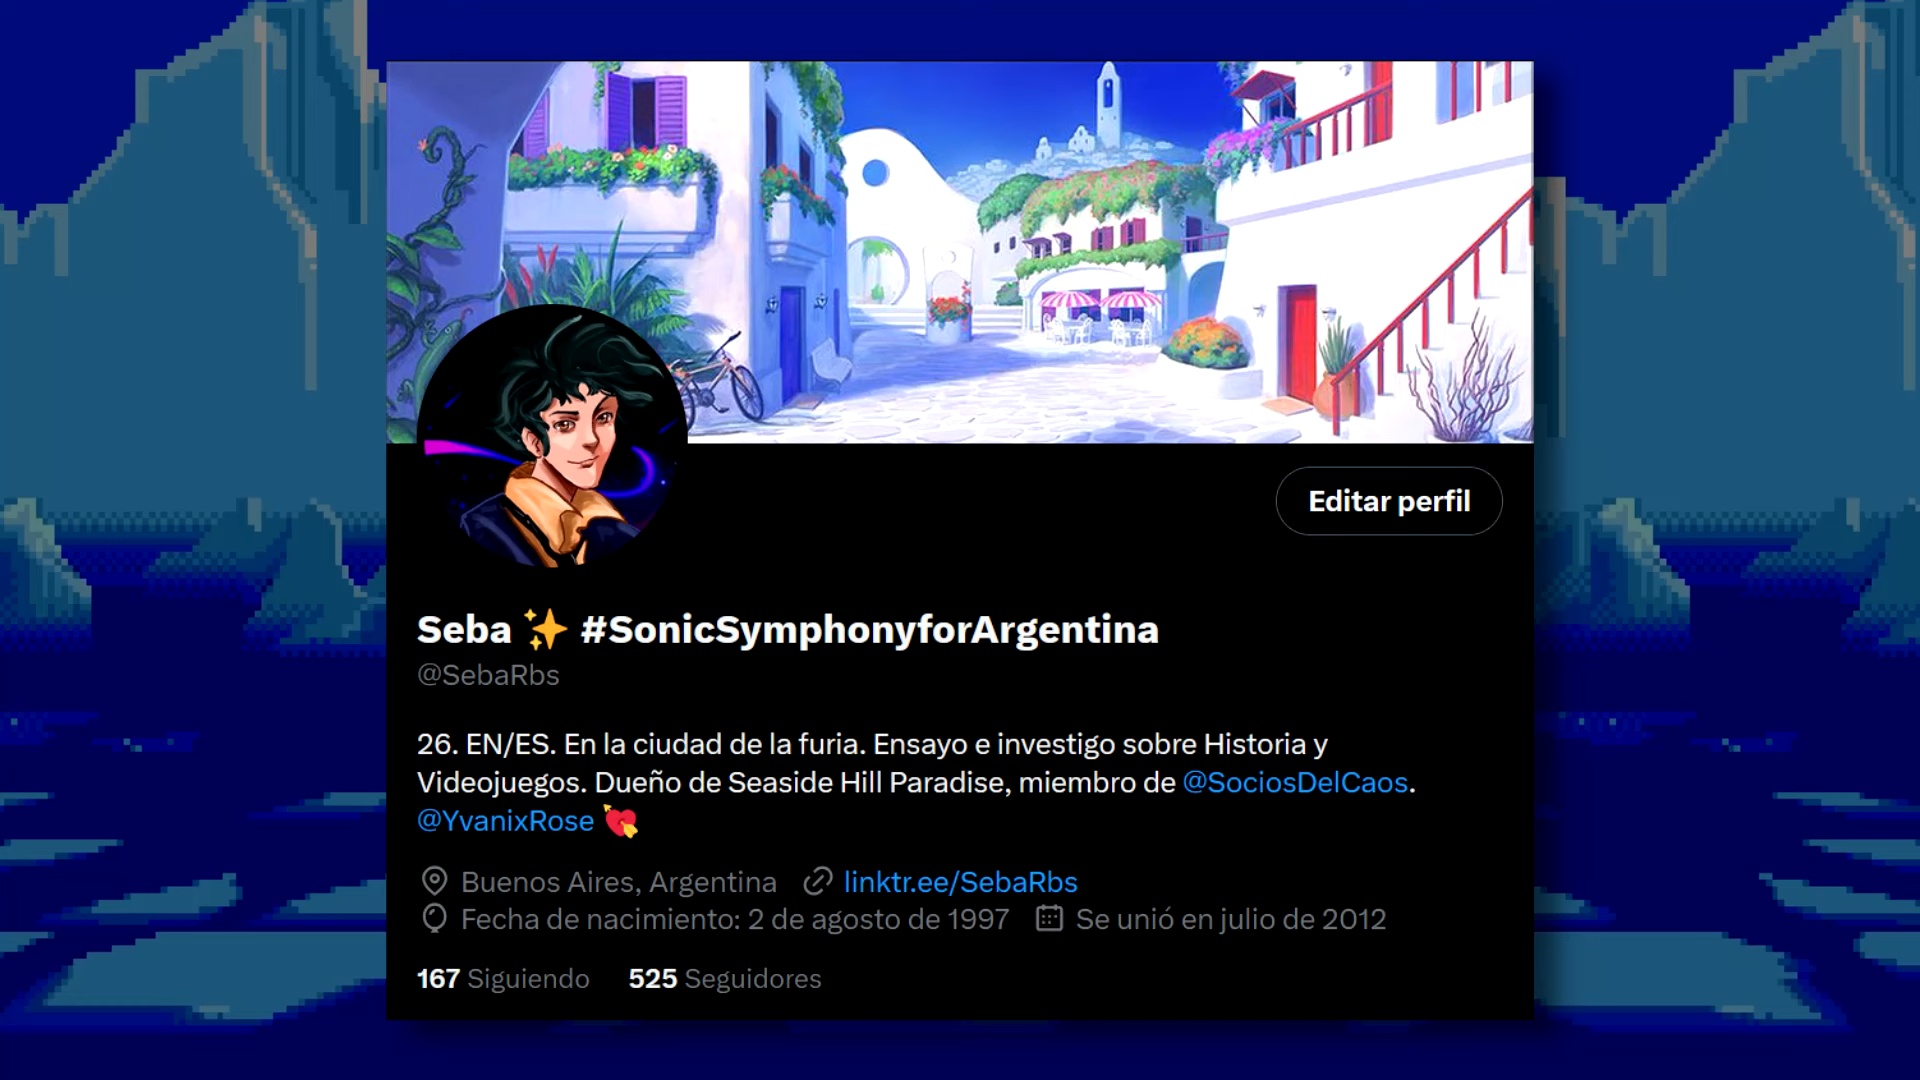 Editar perfil
Seba ✨ #SonicSymphonyforArgentina
@SebaRbs
26. EN/ES. En la ciudad de la furia. Ensayo e investigo sobre Historia y
Videojuegos. Dueño de Seaside Hill Paradise, miembro de @SociosDelCaos.
@YvanixRose 💘
Buenos Aires, Argentina linktr.ee/SebaRbs
Fecha de nacimiento: 2 de agosto de 1997 Se unió en julio de 2012
167 Siguiendo 525 Seguidores